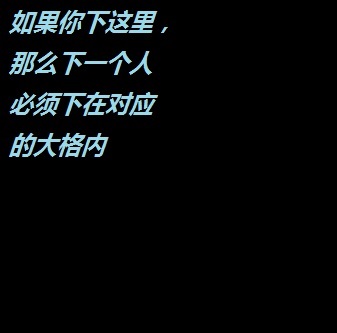 如果你下这里，
那么下一个人
必须下在对应
的大格内